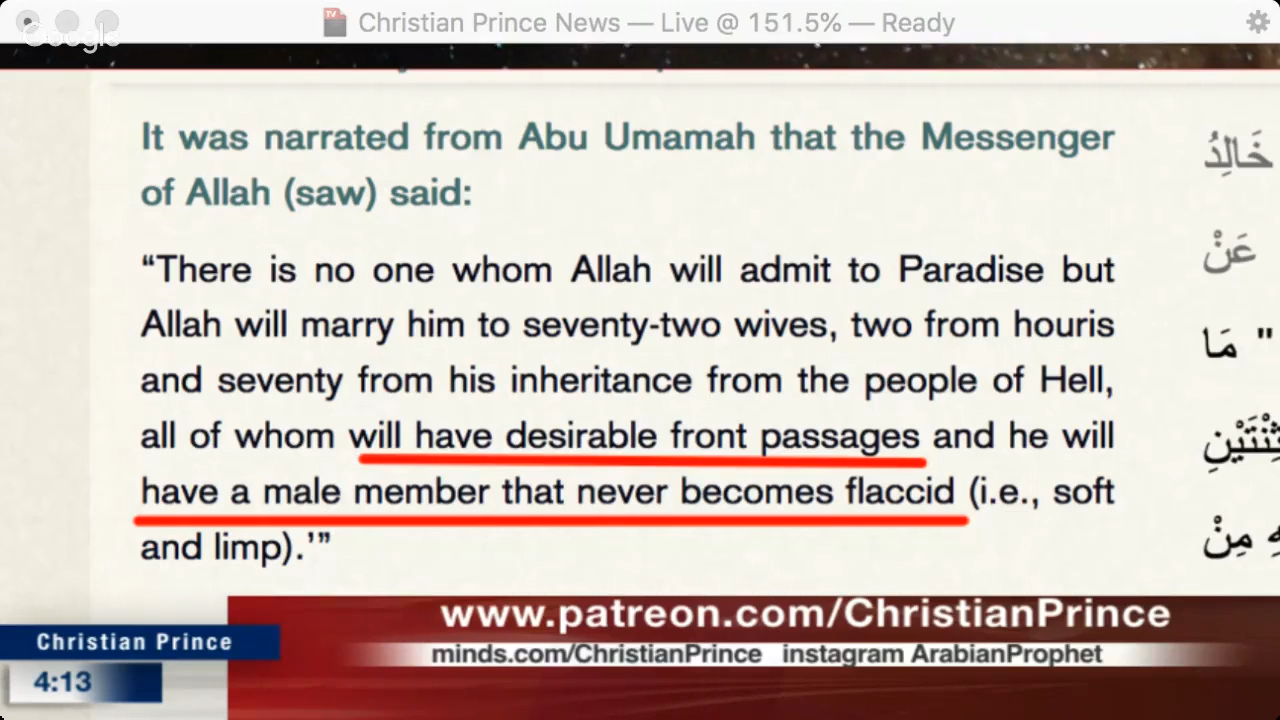 Christian Prince News — Live @ 151.5% — Ready
Google
It was narrated from Abu Umamah that the Messenger
of Allah (saw) said:
خَالِدُ
“There is no one whom Allah will admit to Paradise but
عَنْ
Allah will marry him to seventy-two wives, two from houris
" مَا
and seventy from his inheritance from the people of Hell,
all of whom will have desirable front passages and he will
have a male member that never becomes flaccid (i.e., soft
مِنْ
and limp).’”
www.patreon.com/ChristianPrince
Christian Prince
minds.com/ChristianPrince instagram ArabianProphet
4:13